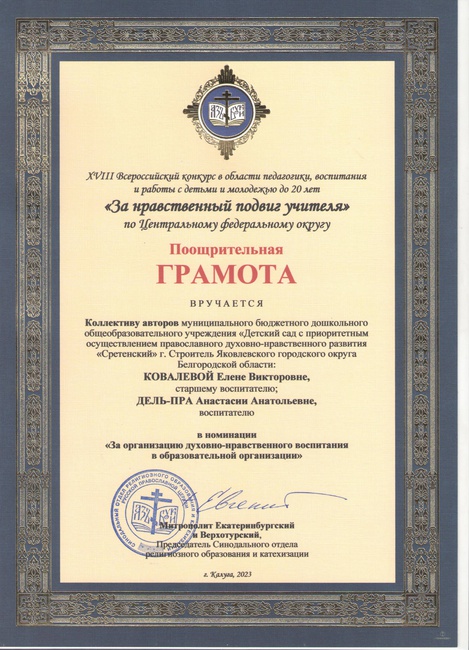 XVIII Всероссийский конкурс в области педагогики, воспитания
и работы с детьми и молодежью до 20 лет
«За нравственный подвиг учителя»
по Центральному федеральному округу
Поощрительная
ГРАМОТА
ВРУЧАЕТСЯ
Коллективу авторов муниципального бюджетного дошкольного
общеобразовательного учреждения «Детский сад с приоритетным
осуществлением православного духовно-нравственного развития
«Сретенский» г. Строитель Яковлевского городского округа
Белгородской области:
КОВАЛЕВОЙ Елене Викторовне,
старшему воспитателю;
ДЕЛЬ-ПРА Анастасии Анатольевне,
воспитателю
в номинации
«За организацию духовно-нравственного воспитания
в образовательной организации»
Евгений
Митрополит Екатеринбургский
и Верхотурский,
Председатель Синодального отдела
религиозного образования и катехизации
г. Калуга, 2023